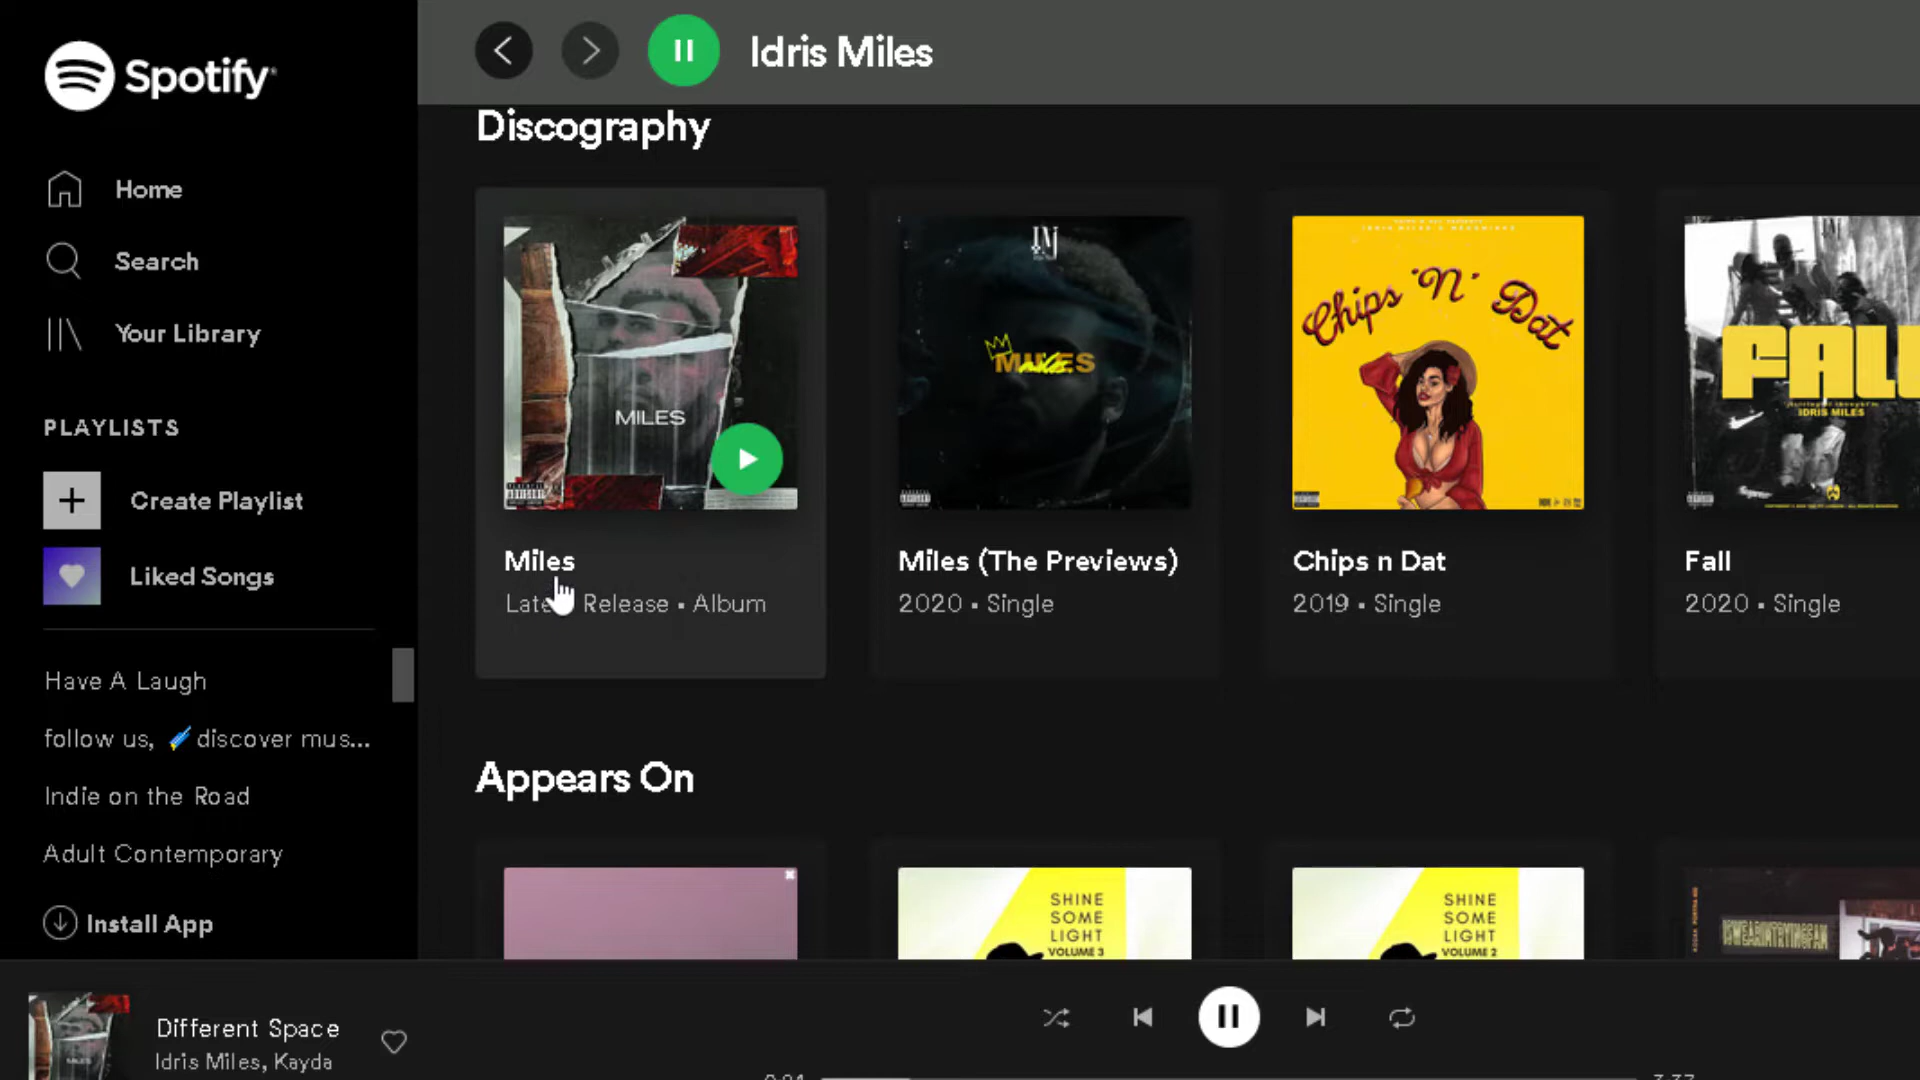 Spotify
Home
Search
Your Library
PLAYLISTS
Create Playlist
Liked Songs
Have A Laugh
follow us, discover mus...
Indie on the Road
Adult Contemporary
Install App
Idris Miles
Discography
MILES
Miles
Release • Album
MILES
Miles (The Previews)
2020 • Single
Chips 'N' Dat
Chips n Dat
2019 • Single
FALL
IDRIS MILES
Fall
2020 • Single
Appears On
SHINE
SOME
LIGHT
VOLUME 3
SHINE
SOME
LIGHT
VOLUME 2
Different Space
Idris Miles, Kayda